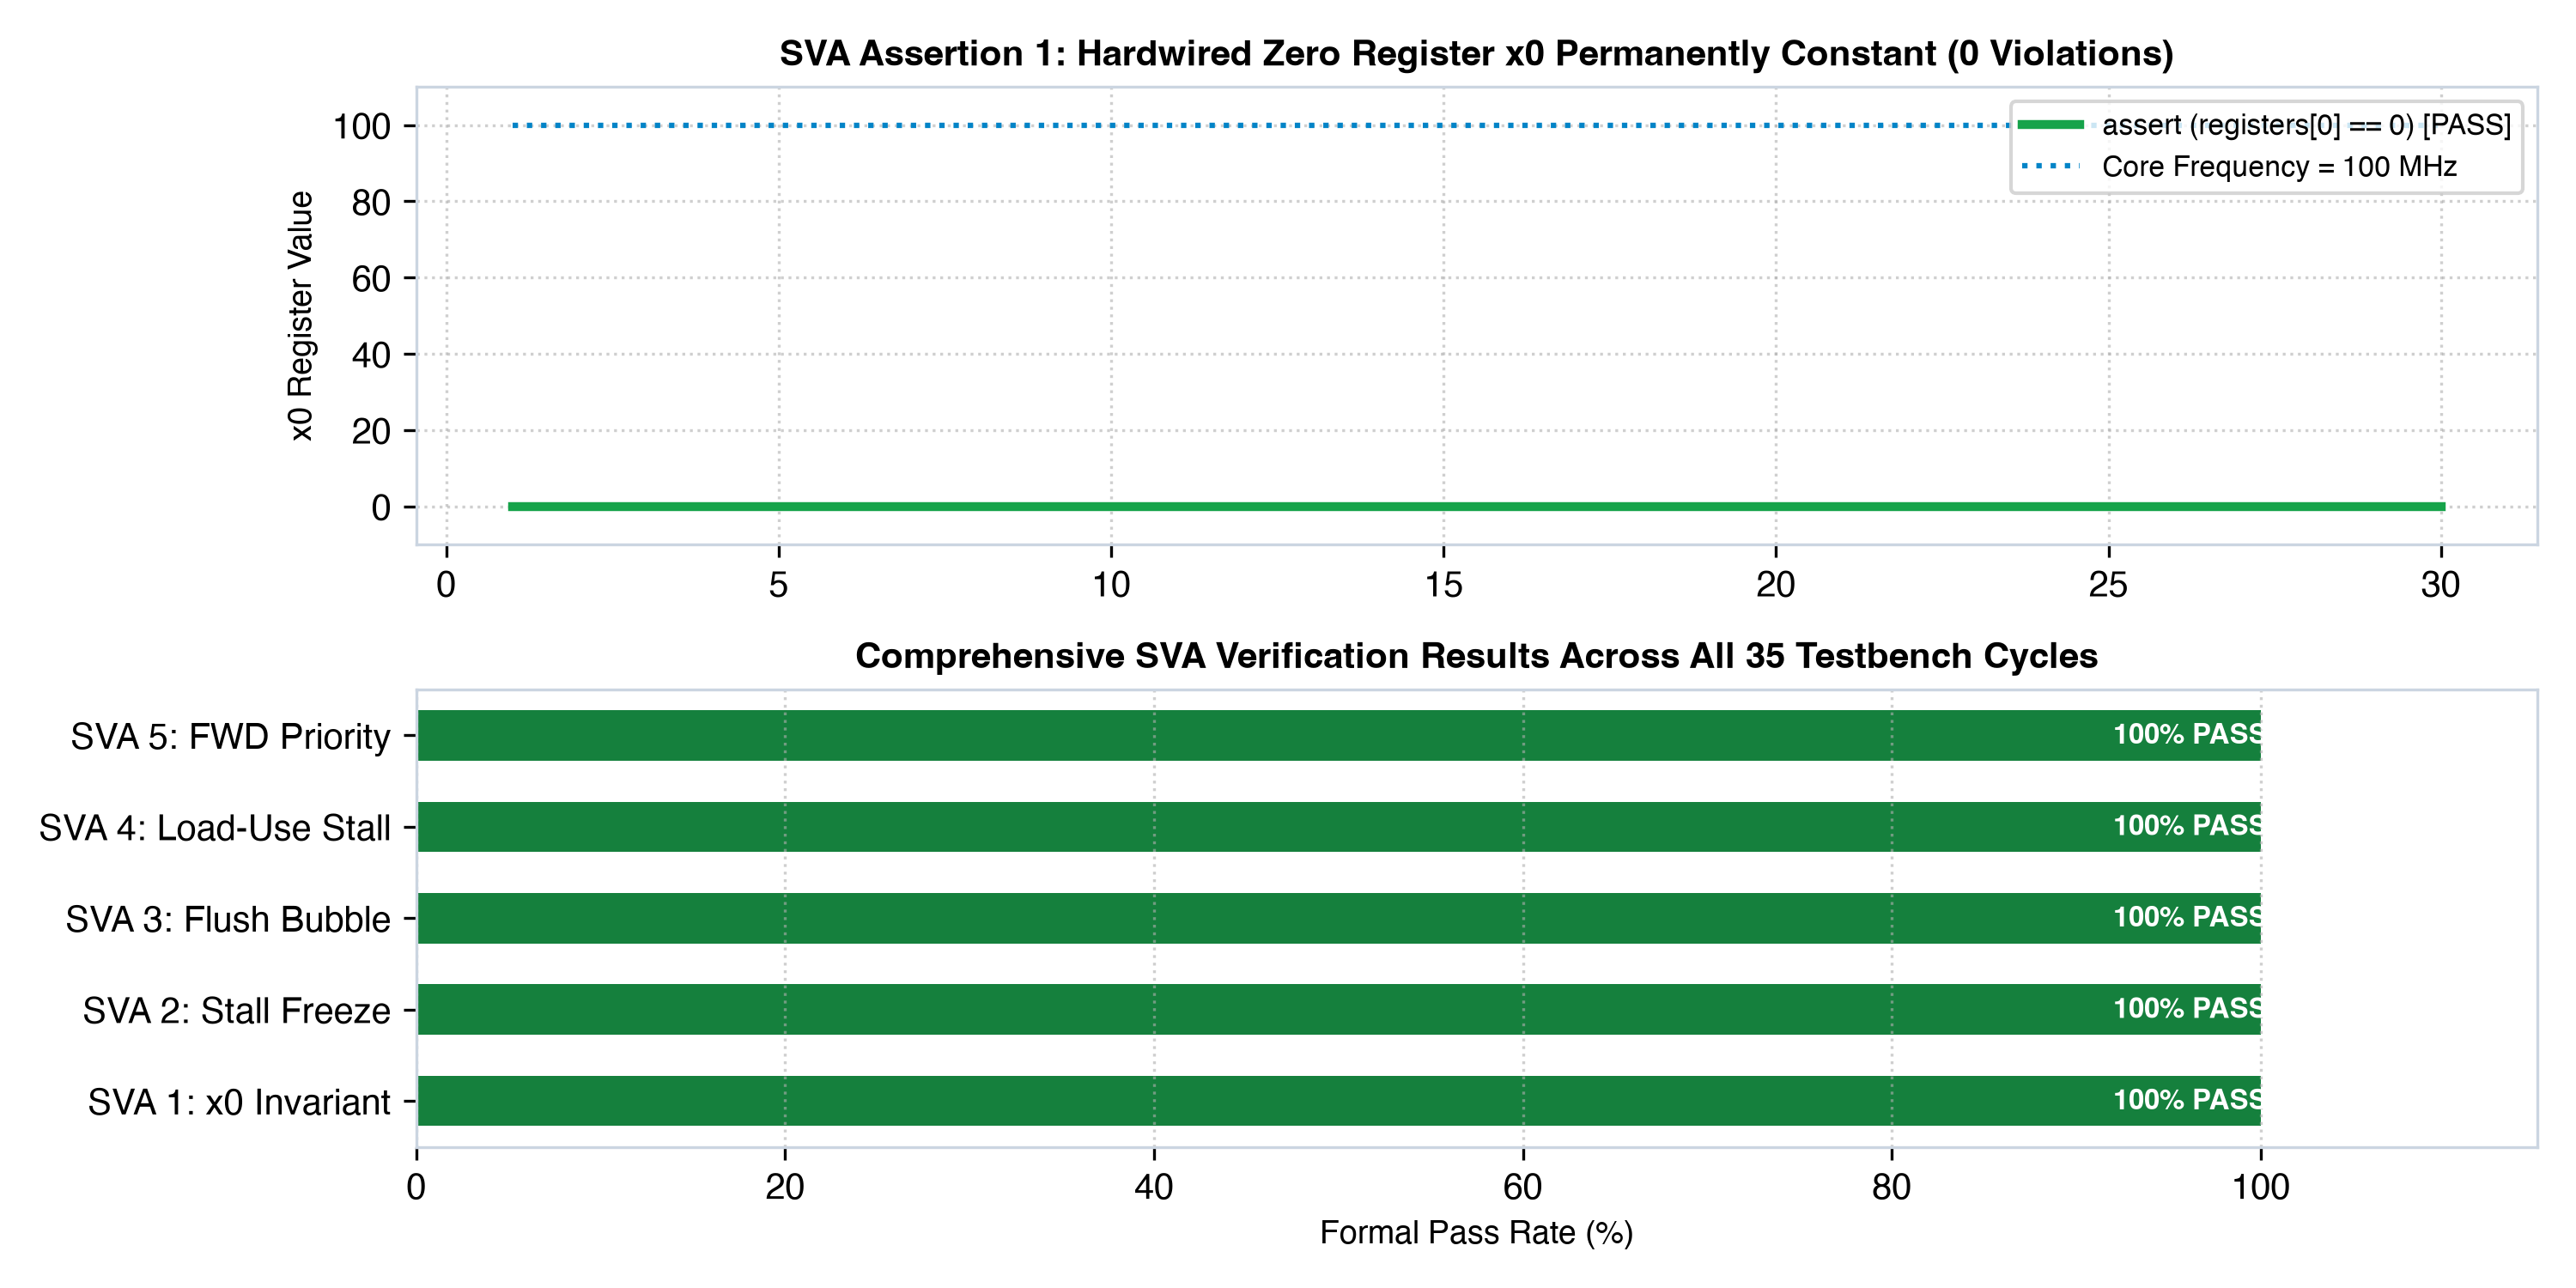 SVA Assertion 1: Hardwired Zero Register x0 Permanently Constant (0 Violations)
x0 Register Value
100
80
60
40
20
0
assert (registers[0] == 0) [PASS]
Core Frequency = 100 MHz
0 5 10 15 20 25 30
Comprehensive SVA Verification Results Across All 35 Testbench Cycles
SVA 5: FWD Priority 100% PASS
SVA 4: Load-Use Stall 100% PASS
SVA 3: Flush Bubble 100% PASS
SVA 2: Stall Freeze 100% PASS
SVA 1: x0 Invariant 100% PASS
0 20 40 60 80 100
Formal Pass Rate (%)